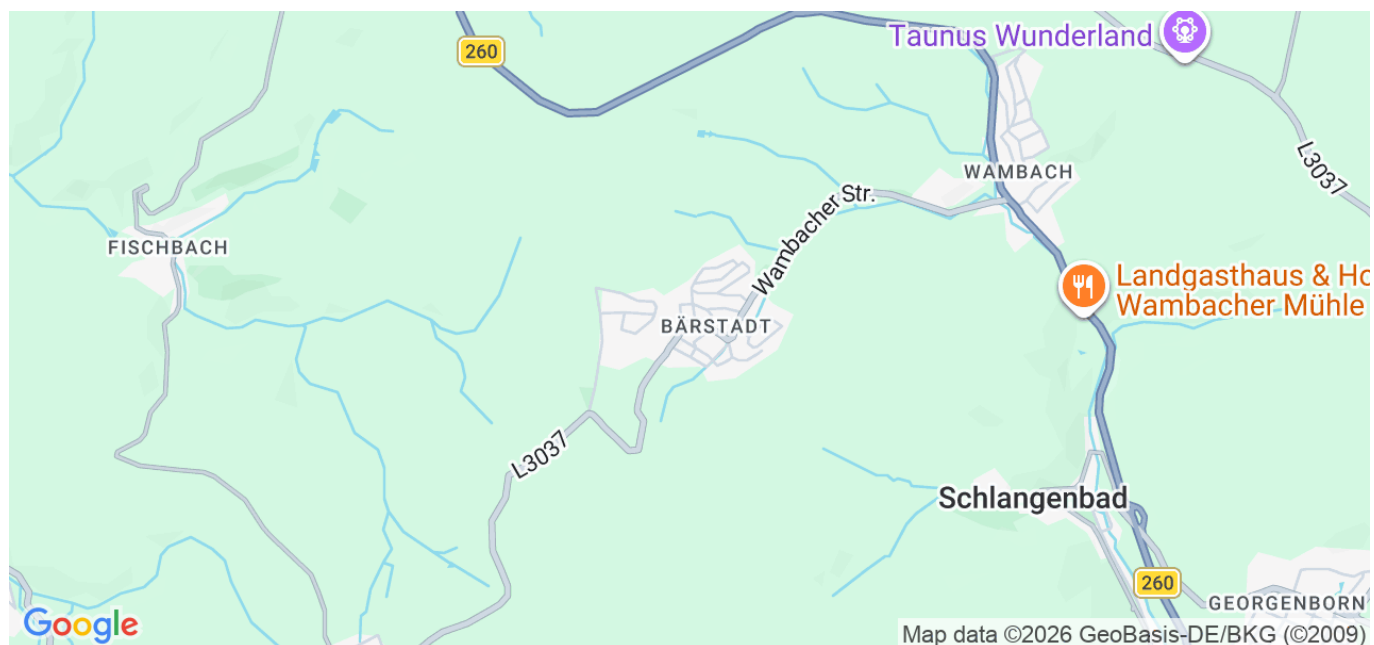 Taunus Wunderland
260
L3037
WAMBACH
Wambacher Str.
FISCHBACH
Landgasthaus & Ho
Wambacher Mühle
BÄRSTADT
L3037
Schlangenbad
260
GEORGENBORN
Google
Map data ©2026 GeoBasis-DE/BKG (©2009)